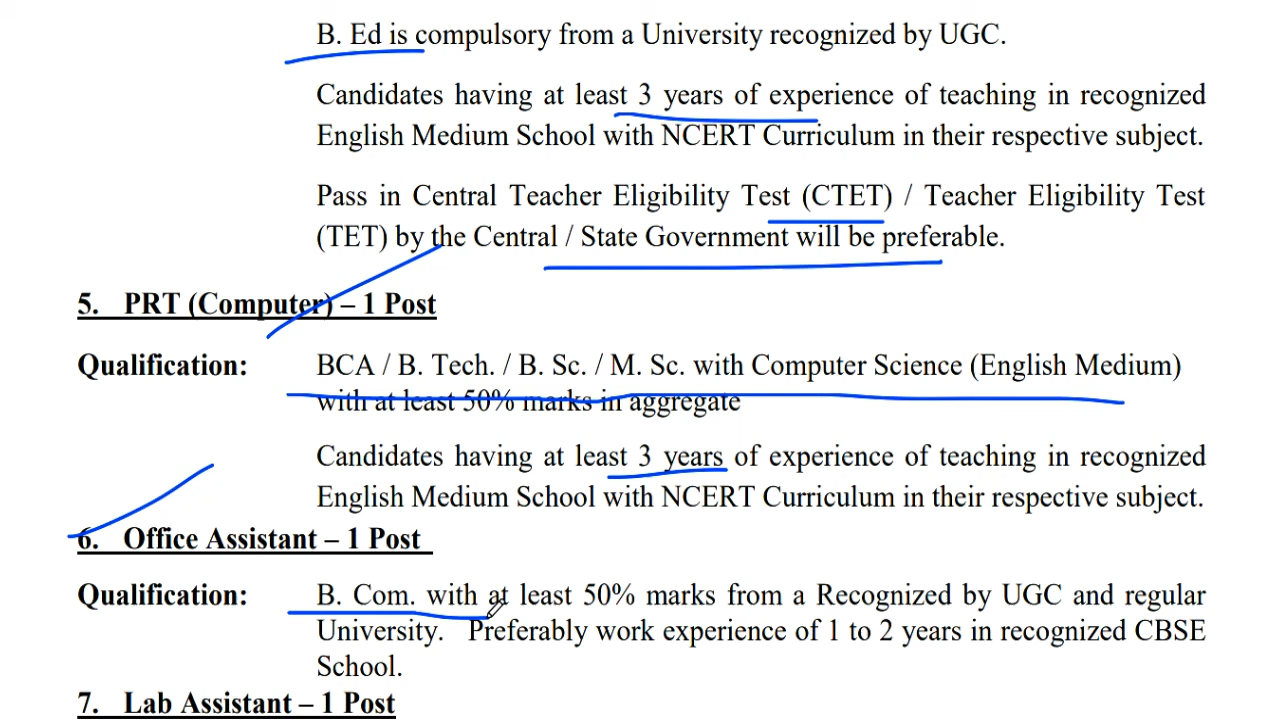 B. Ed is compulsory from a University recognized by UGC.
Candidates having at least 3 years of experience of teaching in recognized
English Medium School with NCERT Curriculum in their respective subject.
Pass in Central Teacher Eligibility Test (CTET) / Teacher Eligibility Test
(TET) by the Central / State Government will be preferable.
5. PRT (Computer) – 1 Post
Qualification: BCA / B. Tech. / B. Sc. / M. Sc. with Computer Science (English Medium)
with at least 50% marks in aggregate
Candidates having at least 3 years of experience of teaching in recognized
English Medium School with NCERT Curriculum in their respective subject.
6. Office Assistant – 1 Post
Qualification: B. Com. with at least 50% marks from a Recognized by UGC and regular
University. Preferably work experience of 1 to 2 years in recognized CBSE
School.
7. Lab Assistant – 1 Post